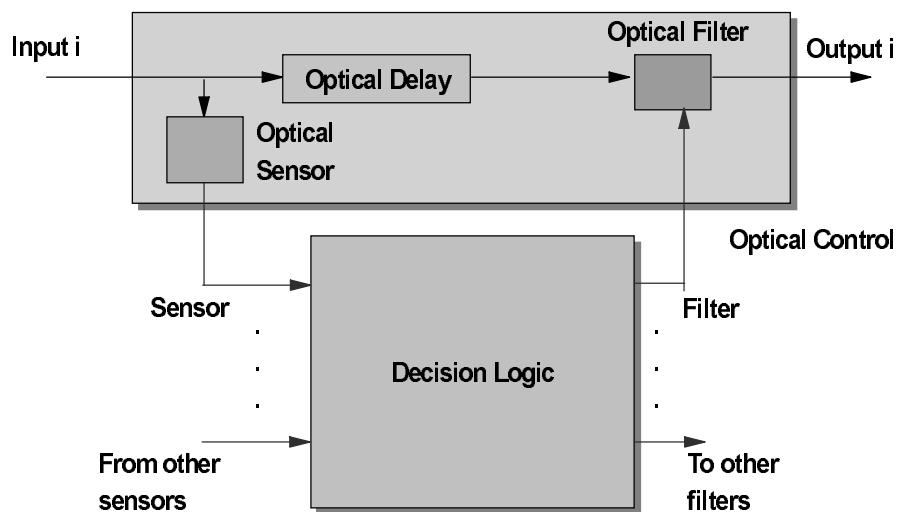 Input i
Optical Filter
Output i
Optical Delay
Optical
Sensor
Optical Control
Sensor
Filter
Decision Logic
From other
sensors
To other
filters